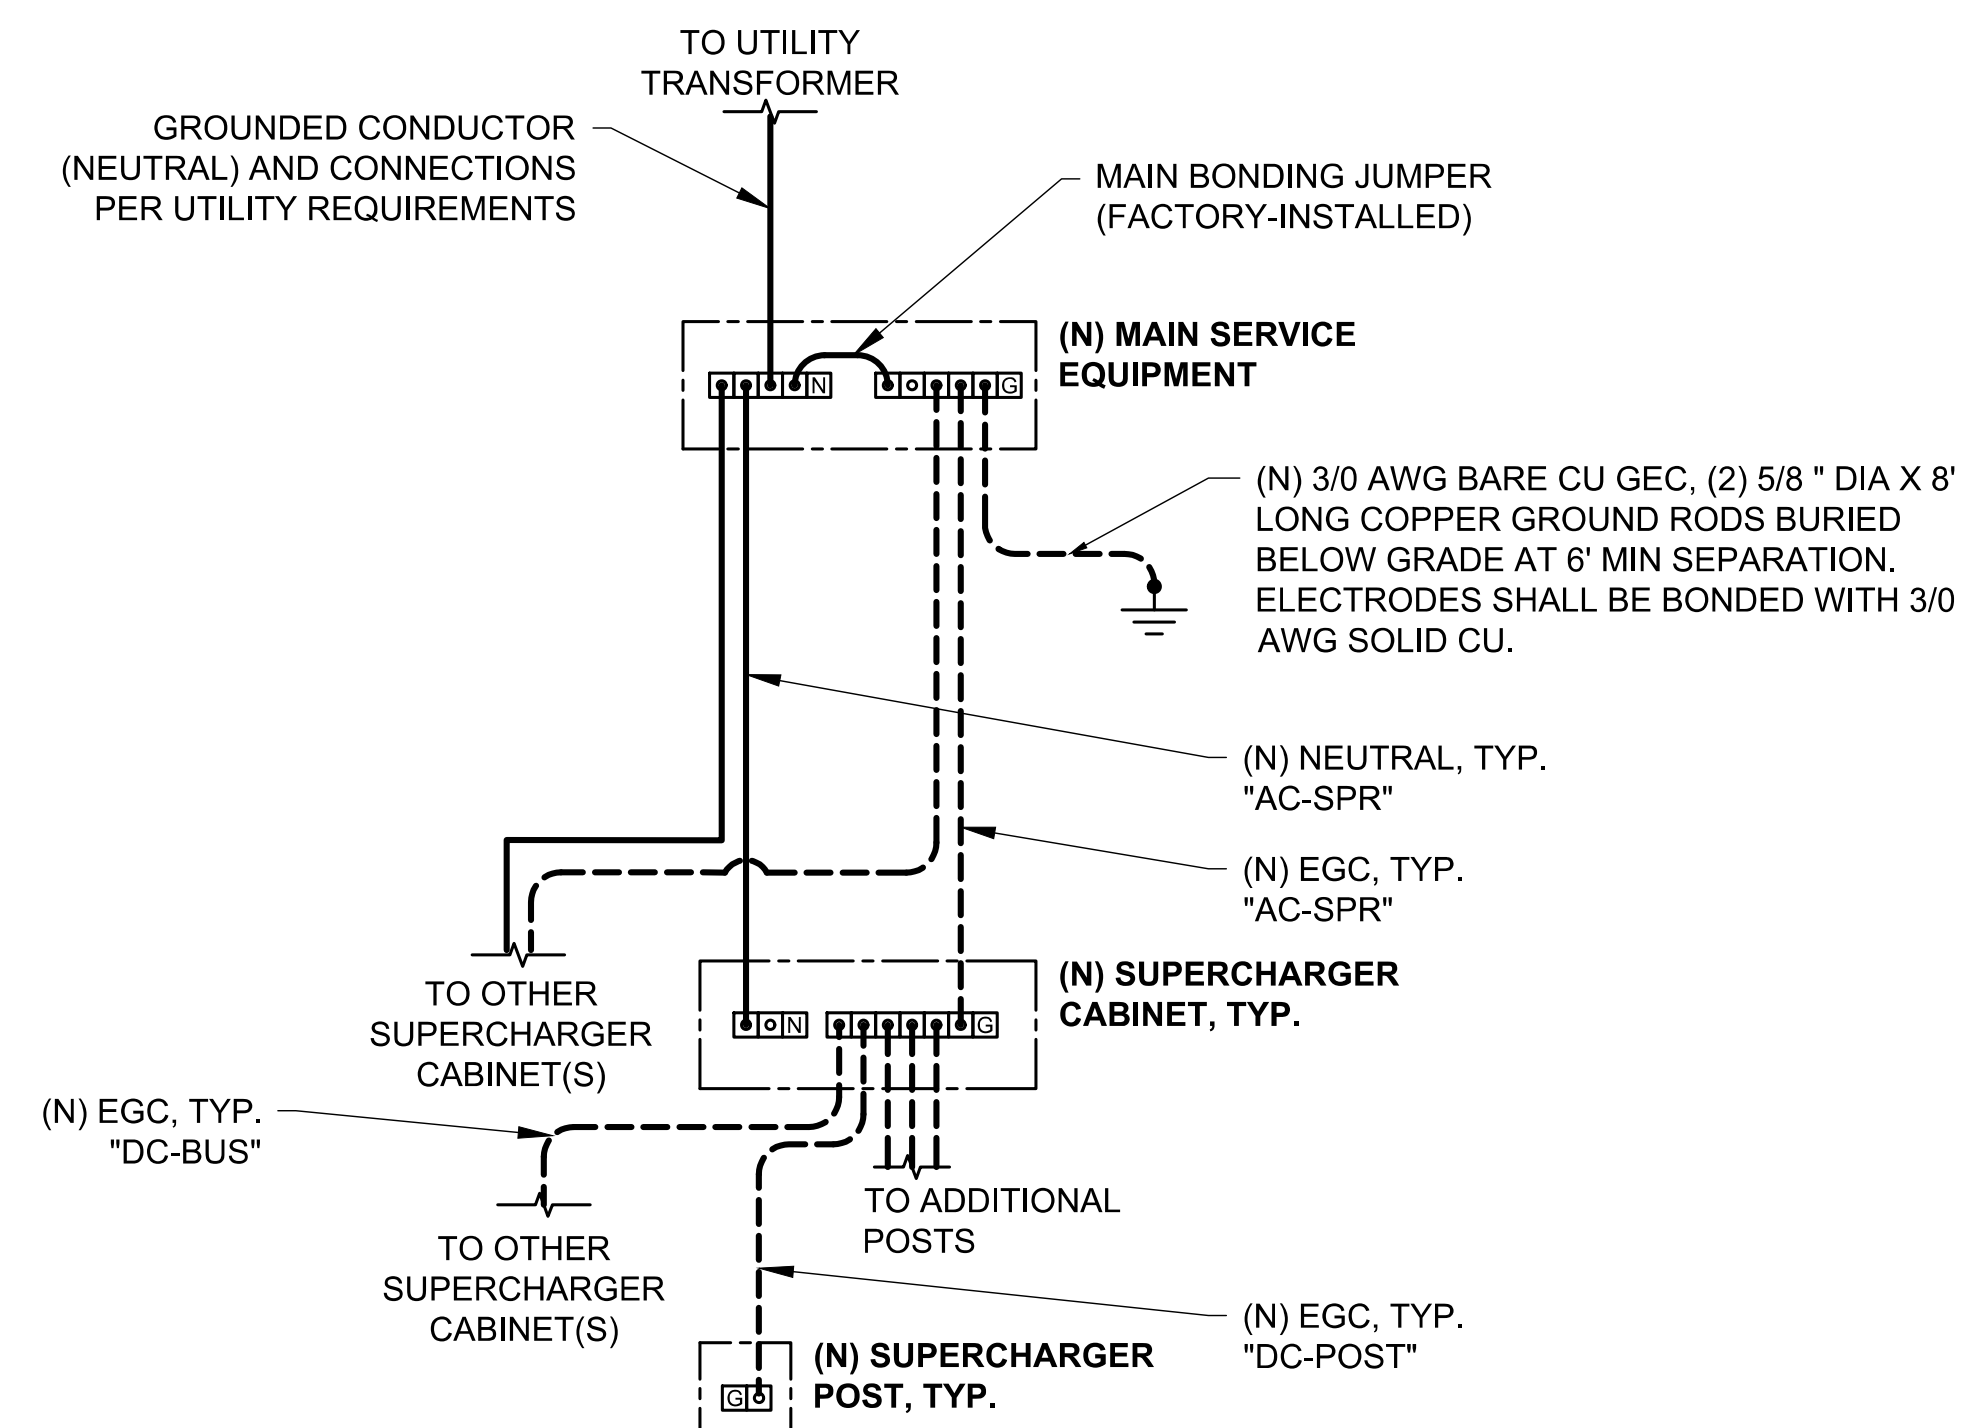 TO UTILITY
TRANSFORMER
GROUNDED CONDUCTOR
(NEUTRAL) AND CONNECTIONS
PER UTILITY REQUIREMENTS
MAIN BONDING JUMPER
(FACTORY-INSTALLED)
(N) MAIN SERVICE
EQUIPMENT
N
G
(N) 3/0 AWG BARE CU GEC, (2) 5/8 " DIA X 8'
LONG COPPER GROUND RODS BURIED
BELOW GRADE AT 6' MIN SEPARATION.
ELECTRODES SHALL BE BONDED WITH 3/0
AWG SOLID CU.
(N) NEUTRAL, TYP.
"AC-SPR"
(N) EGC, TYP.
"AC-SPR"
TO OTHER
SUPERCHARGER
CABINET(S)
(N) SUPERCHARGER
CABINET, TYP.
N
G
(N) EGC, TYP.
"DC-BUS"
TO OTHER
SUPERCHARGER
CABINET(S)
TO ADDITIONAL
POSTS
(N) EGC, TYP.
"DC-POST"
(N) SUPERCHARGER
POST, TYP.
G